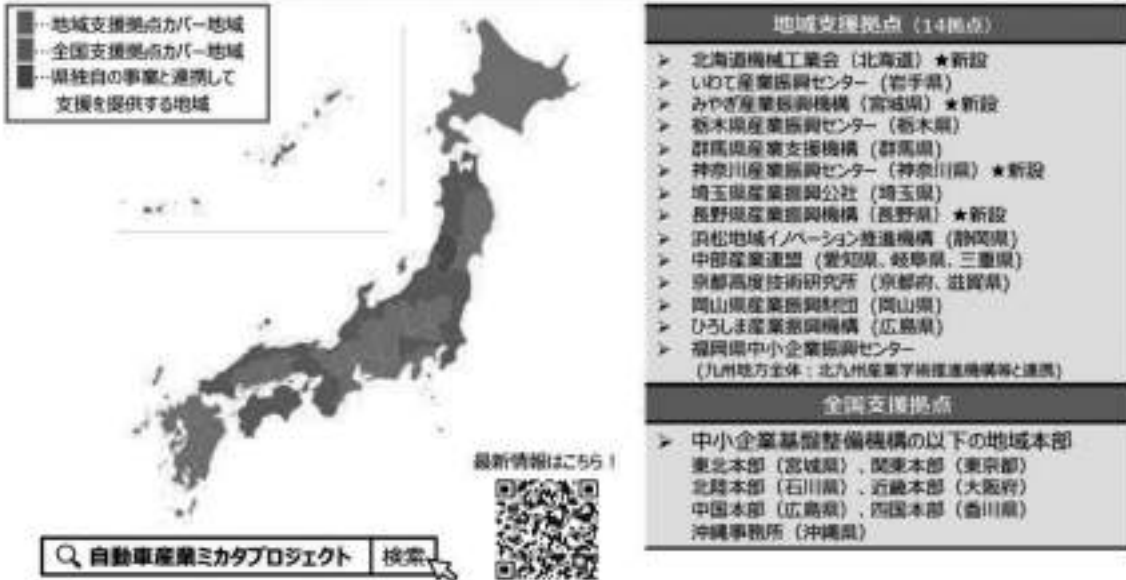 …地域支援拠点カバー地域
…全国支援拠点カバー地域
…県独自の事業と連携して
支援を提供する地域
最新情報はこちら！
自動車産業ミカタプロジェクト 検索
地域支援拠点（14拠点）
➤ 北海道機械工業会（北海道）★新設
➤ いわて産業振興センター（岩手県）
➤ みやぎ産業振興機構（宮城県）★新設
➤ 栃木県産業振興センター（栃木県）
➤ 群馬県産業支援機構（群馬県）
➤ 神奈川産業振興センター（神奈川県）★新設
➤ 埼玉県産業振興公社（埼玉県）
➤ 長野県産業振興機構（長野県）★新設
➤ 浜松地域イノベーション推進機構（静岡県）
➤ 中部産業連盟（愛知県、岐阜県、三重県）
➤ 京都高度技術研究所（京都府、滋賀県）
➤ 岡山県産業振興財団（岡山県）
➤ ひろしま産業振興機構（広島県）
➤ 福岡県中小企業振興センター
（九州地方全体：北九州産業学術推進機構等と連携）
全国支援拠点
➤ 中小企業基盤整備機構の以下の地域本部
東北本部（宮城県）、関東本部（東京都）
北陸本部（石川県）、近畿本部（大阪府）
中国本部（広島県）、四国本部（香川県）
沖縄事務所（沖縄県）